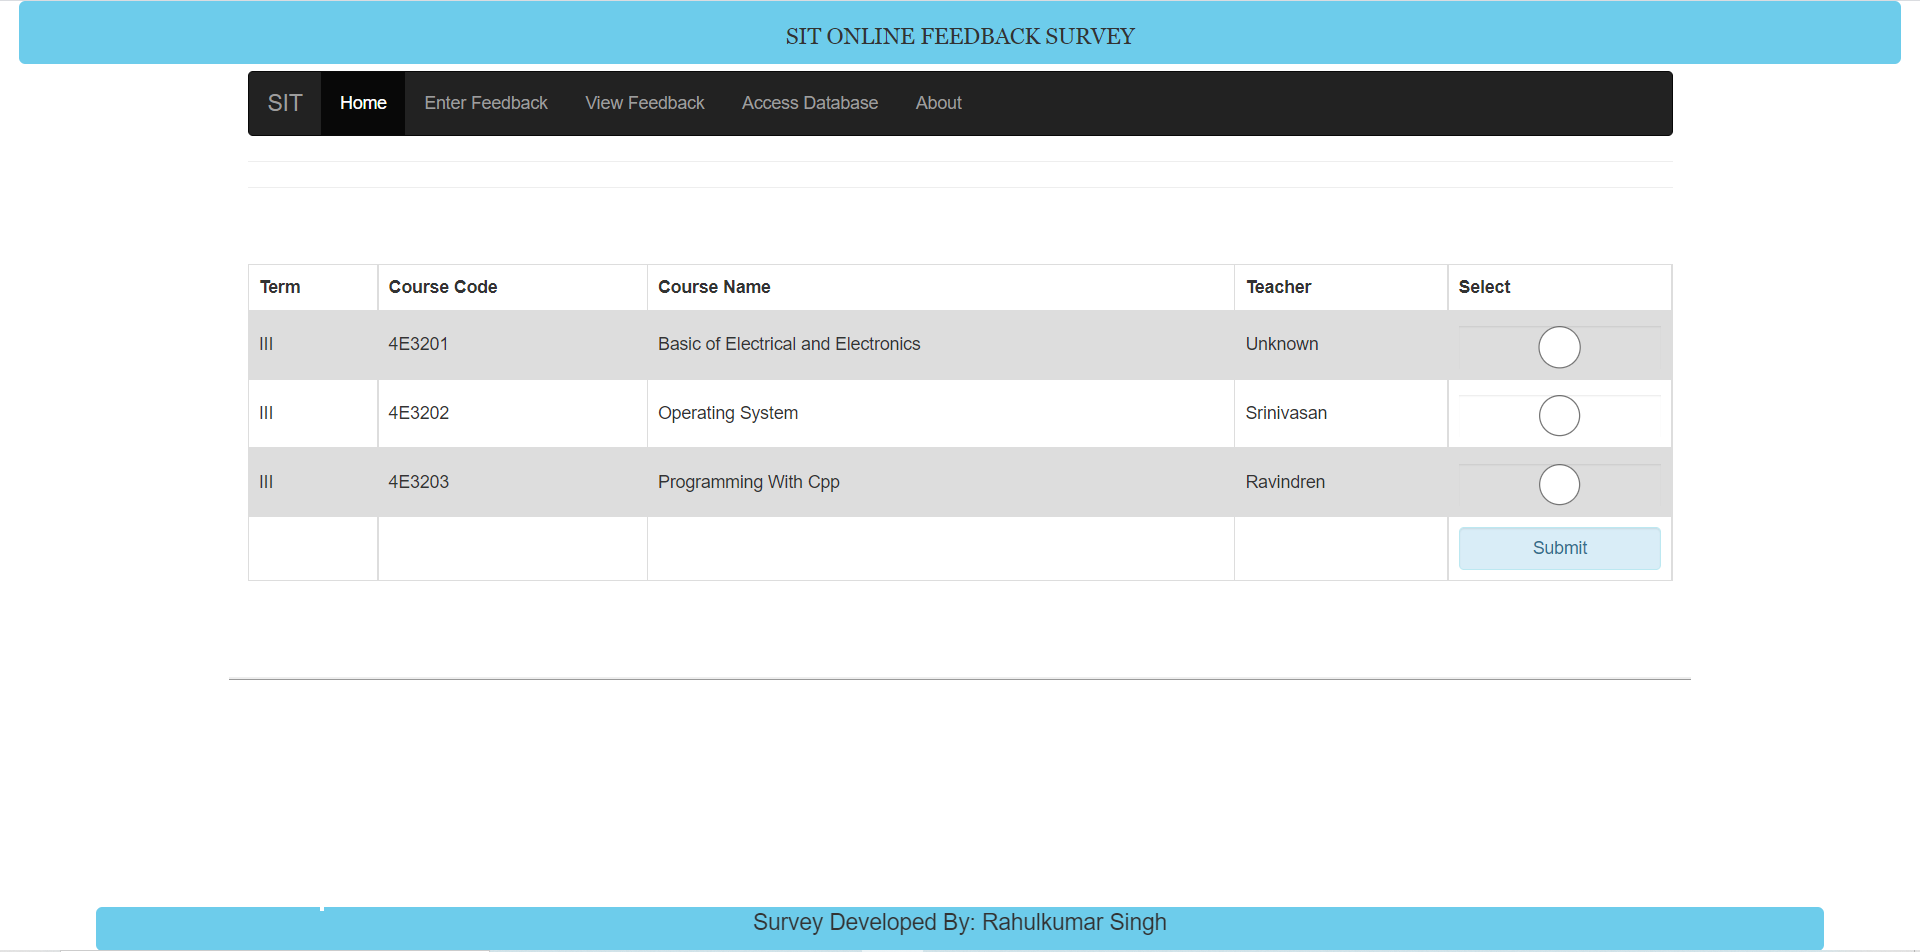 SIT ONLINE FEEDBACK SURVEY
SIT Home Enter Feedback View Feedback Access Database About
Term Course Code Course Name Teacher Select
III 4E3201 Basic of Electrical and Electronics Unknown
III 4E3202 Operating System Srinivasan
III 4E3203 Programming With Cpp Ravindren
Submit
Survey Developed By: Rahulkumar Singh